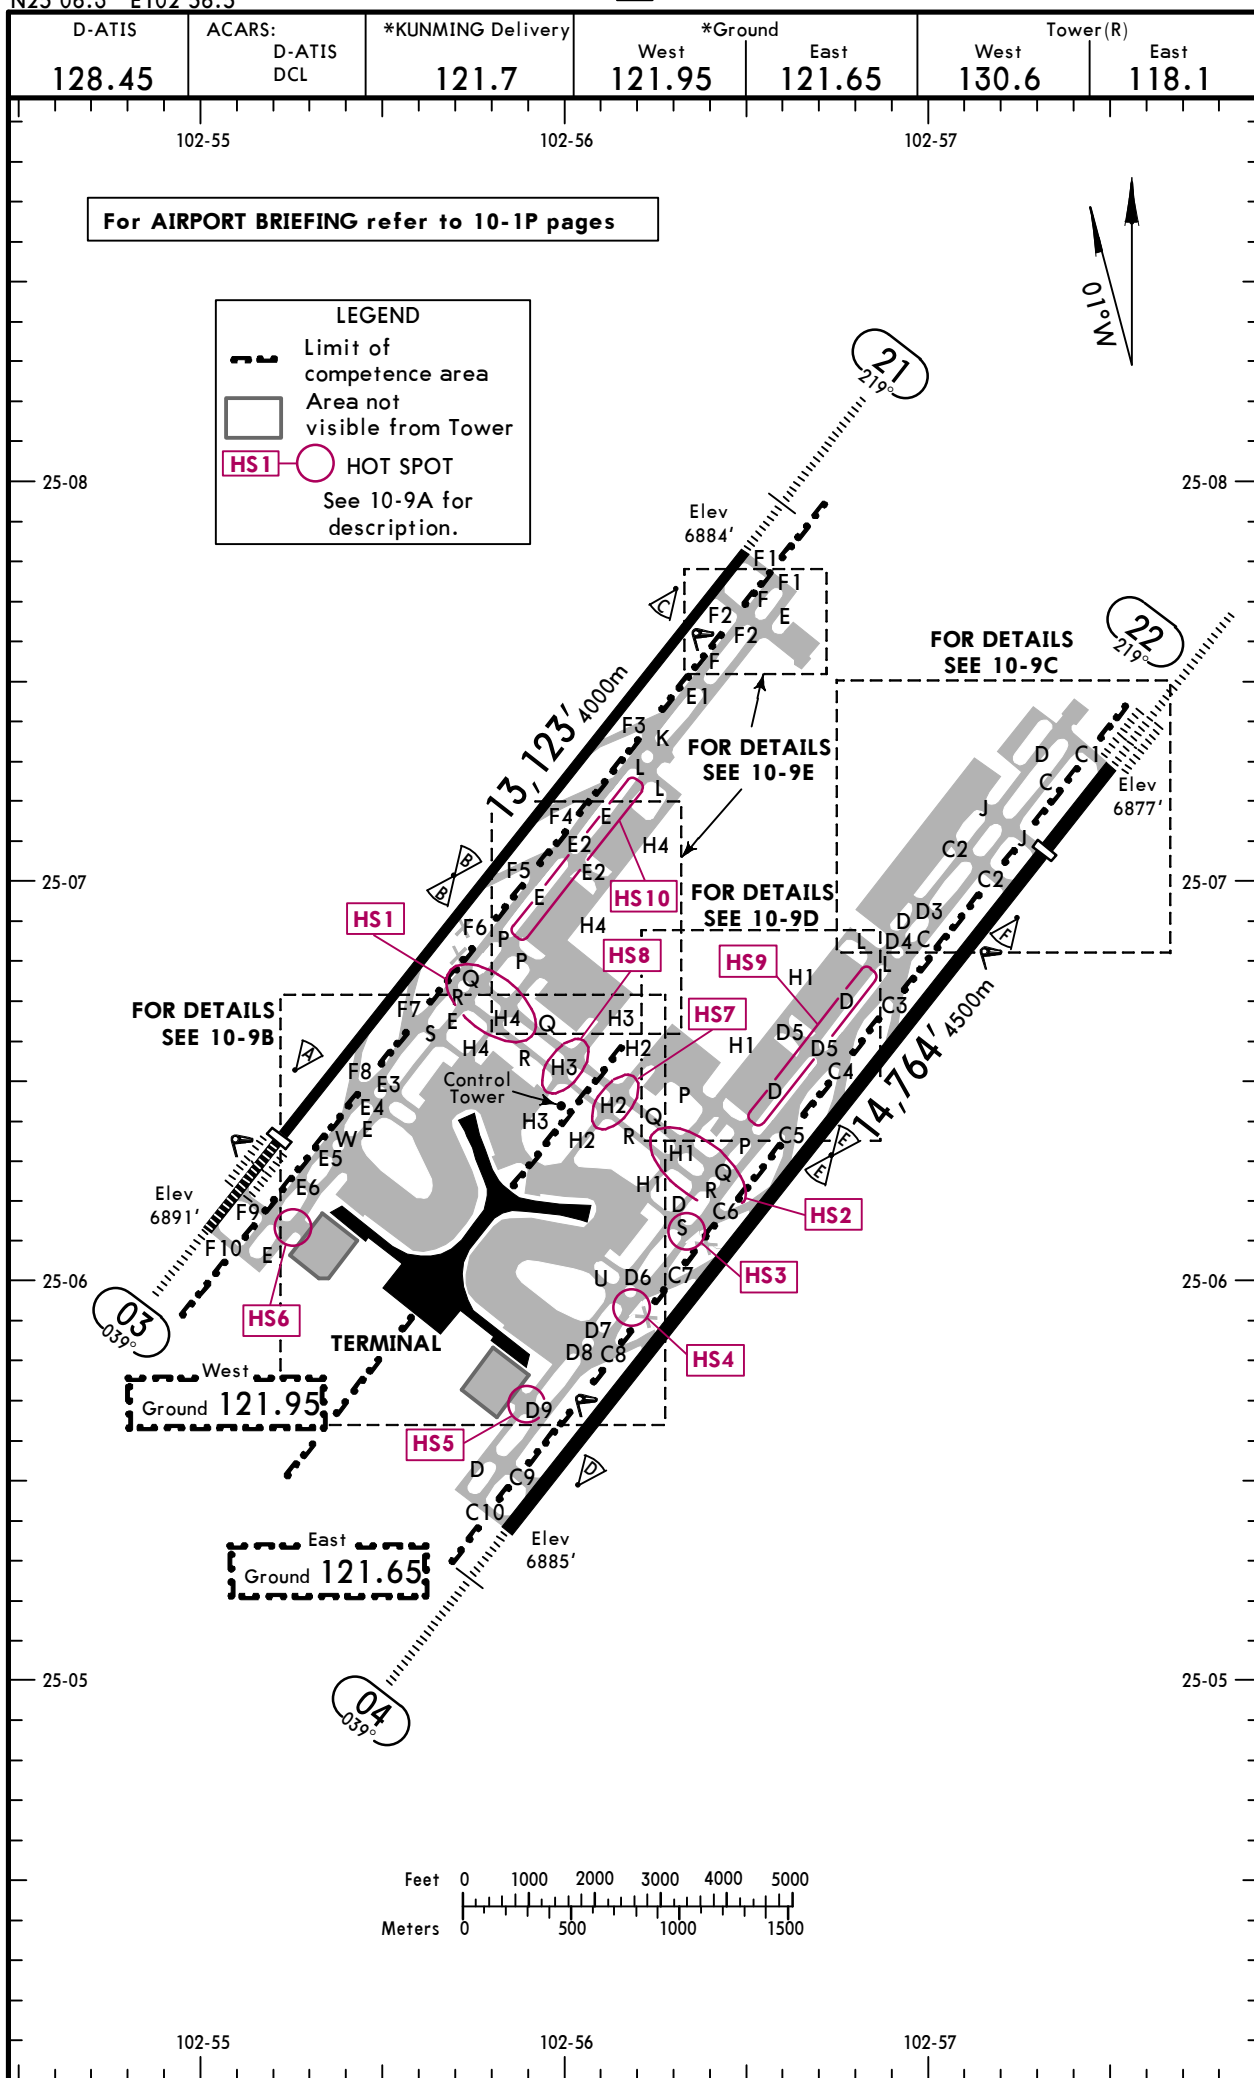 N25 06.3 E102 56.5
D-ATIS
128.45
ACARS:
D-ATIS
DCL
*KUNMING Delivery
121.7
*Ground
West
121.95
East
121.65
Tower(R)
West
130.6
East
118.1
102-55
102-56
102-57
For AIRPORT BRIEFING refer to 10-1P pages
01°W
LEGEND
Limit of
competence area
Area not
visible from Tower
HS1
HOT SPOT
See 10-9A for
description.
21
219°
25-08
25-08
Elev
6884'
F1
F1
F
C
F2
E
F2
F
22
219°
FOR DETAILS
SEE 10-9C
E1
13,123' 4000m
F3
K
FOR DETAILS
SEE 10-9E
D
C1
C
Elev
6877'
L
L
F4
E
J
J
E2
H4
C2
E2
F5
C2
25-07
25-07
B
B
E
HS10
FOR DETAILS
SEE 10-9D
HS1
F6
P
H4
D
D3
F
P
HS8
L
D4
C
HS9
L
Q
H1
R
D
C3
FOR DETAILS
SEE 10-9B
F7
E
H4
Q
H3
HS7
S
D5
H4
H2
H1
D5
14,764' 4500m
A
R
F8
H3
C4
E3
Control
Tower
P
D
E4
H2
Q
H3
E
R
W
H2
C5
E
E
E5
P
H1
Q
E6
H1
R
Elev
6891'
F9
D
C6
HS2
S
F10
E
HS3
25-06
25-06
U
D6
C7
03
039°
HS6
D7
TERMINAL
D8
C8
HS4
West
Ground 121.95
D9
HS5
D
C9
D
C10
East
Ground 121.65
Elev
6885'
25-05
25-05
04
039°
Feet 0 1000 2000 3000 4000 5000
Meters 0 500 1000 1500
102-55
102-56
102-57